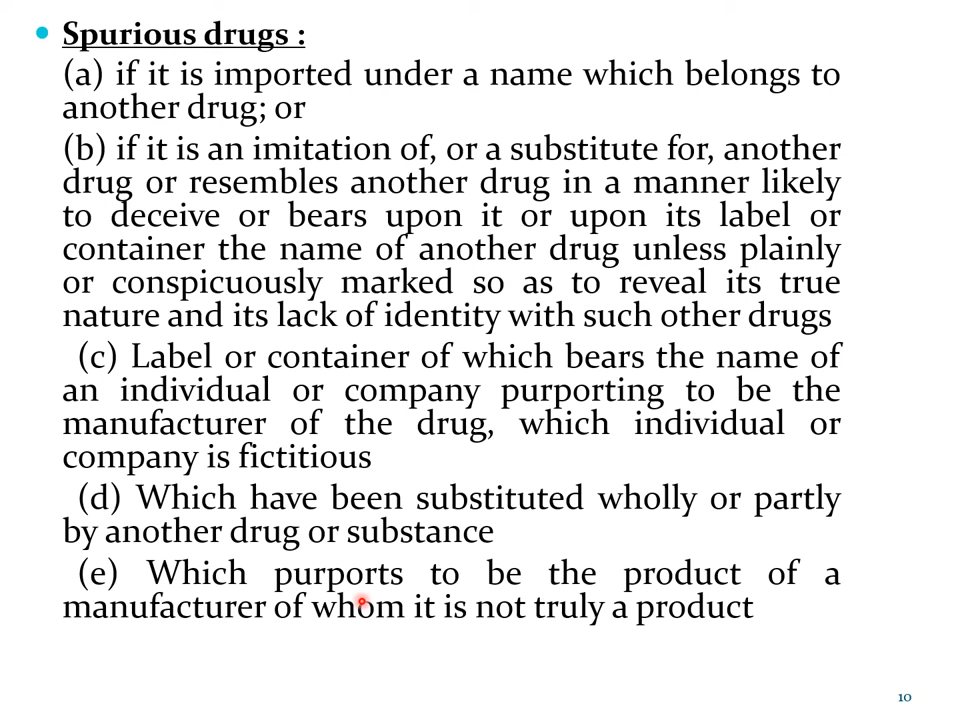 Spurious drugs :
(a) if it is imported under a name which belongs to
another drug; or
(b) if it is an imitation of, or a substitute for, another
drug or resembles another drug in a manner likely
to deceive or bears upon it or upon its label or
container the name of another drug unless plainly
or conspicuously marked so as to reveal its true
nature and its lack of identity with such other drugs
(c) Label or container of which bears the name of
an individual or company purporting to be the
manufacturer of the drug, which individual or
company is fictitious
(d) Which have been substituted wholly or partly
by another drug or substance
(e) Which purports to be the product of a
manufacturer of whom it is not truly a product
10